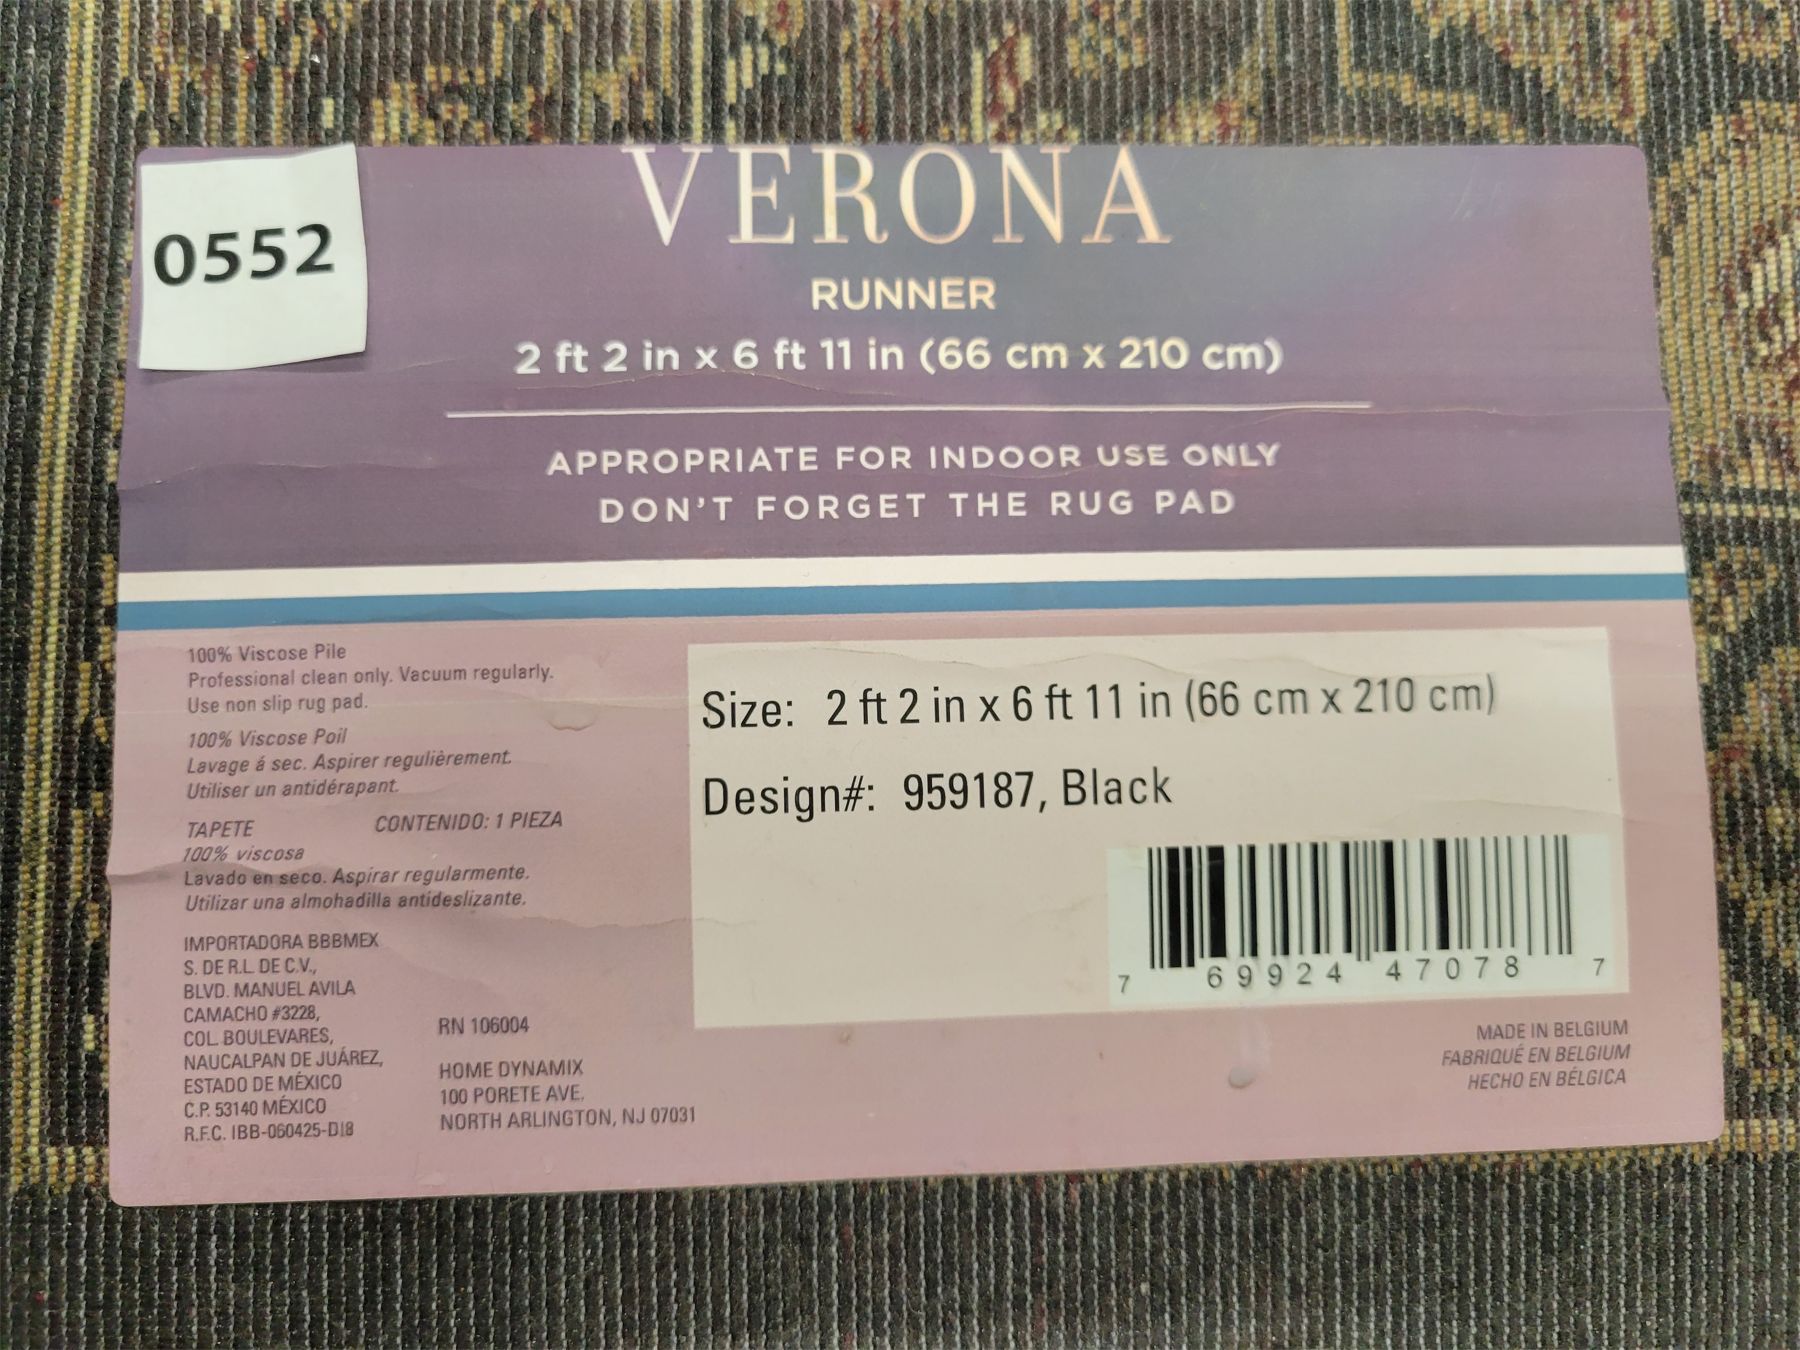 0552
VERONA
RUNNER
2 ft 2 in x 6 ft 11 in (66 cm x 210 cm)
APPROPRIATE FOR INDOOR USE ONLY
DON'T FORGET THE RUG PAD
100% Viscose Pile
Professional clean only. Vacuum regularly.
Use non slip rug pad.
100% Viscose Poil
Lavage á sec. Aspirer regulièrement.
Utiliser un antidérapant.
TAPETE CONTENIDO: 1 PIEZA
100% viscosa
Lavado en seco. Aspirar regularmente.
Utilizar una almohadilla antideslizante.
IMPORTADORA BBBMEX
S. DE R.L. DE C.V.,
BLVD. MANUEL AVILA
CAMACHO #3228,
COL. BOULEVARES,
NAUCALPAN DE JUÁREZ,
ESTADO DE MÉXICO
C.P. 53140 MÉXICO
R.F.C. IBB-060425-DI8
RN 106004
HOME DYNAMIX
100 PORETE AVE.
NORTH ARLINGTON, NJ 07031
Size: 2 ft 2 in x 6 ft 11 in (66 cm x 210 cm)
Design#: 959187, Black
7 69924 47078 7
MADE IN BELGIUM
FABRIQUÉ EN BELGIUM
HECHO EN BÉLGICA